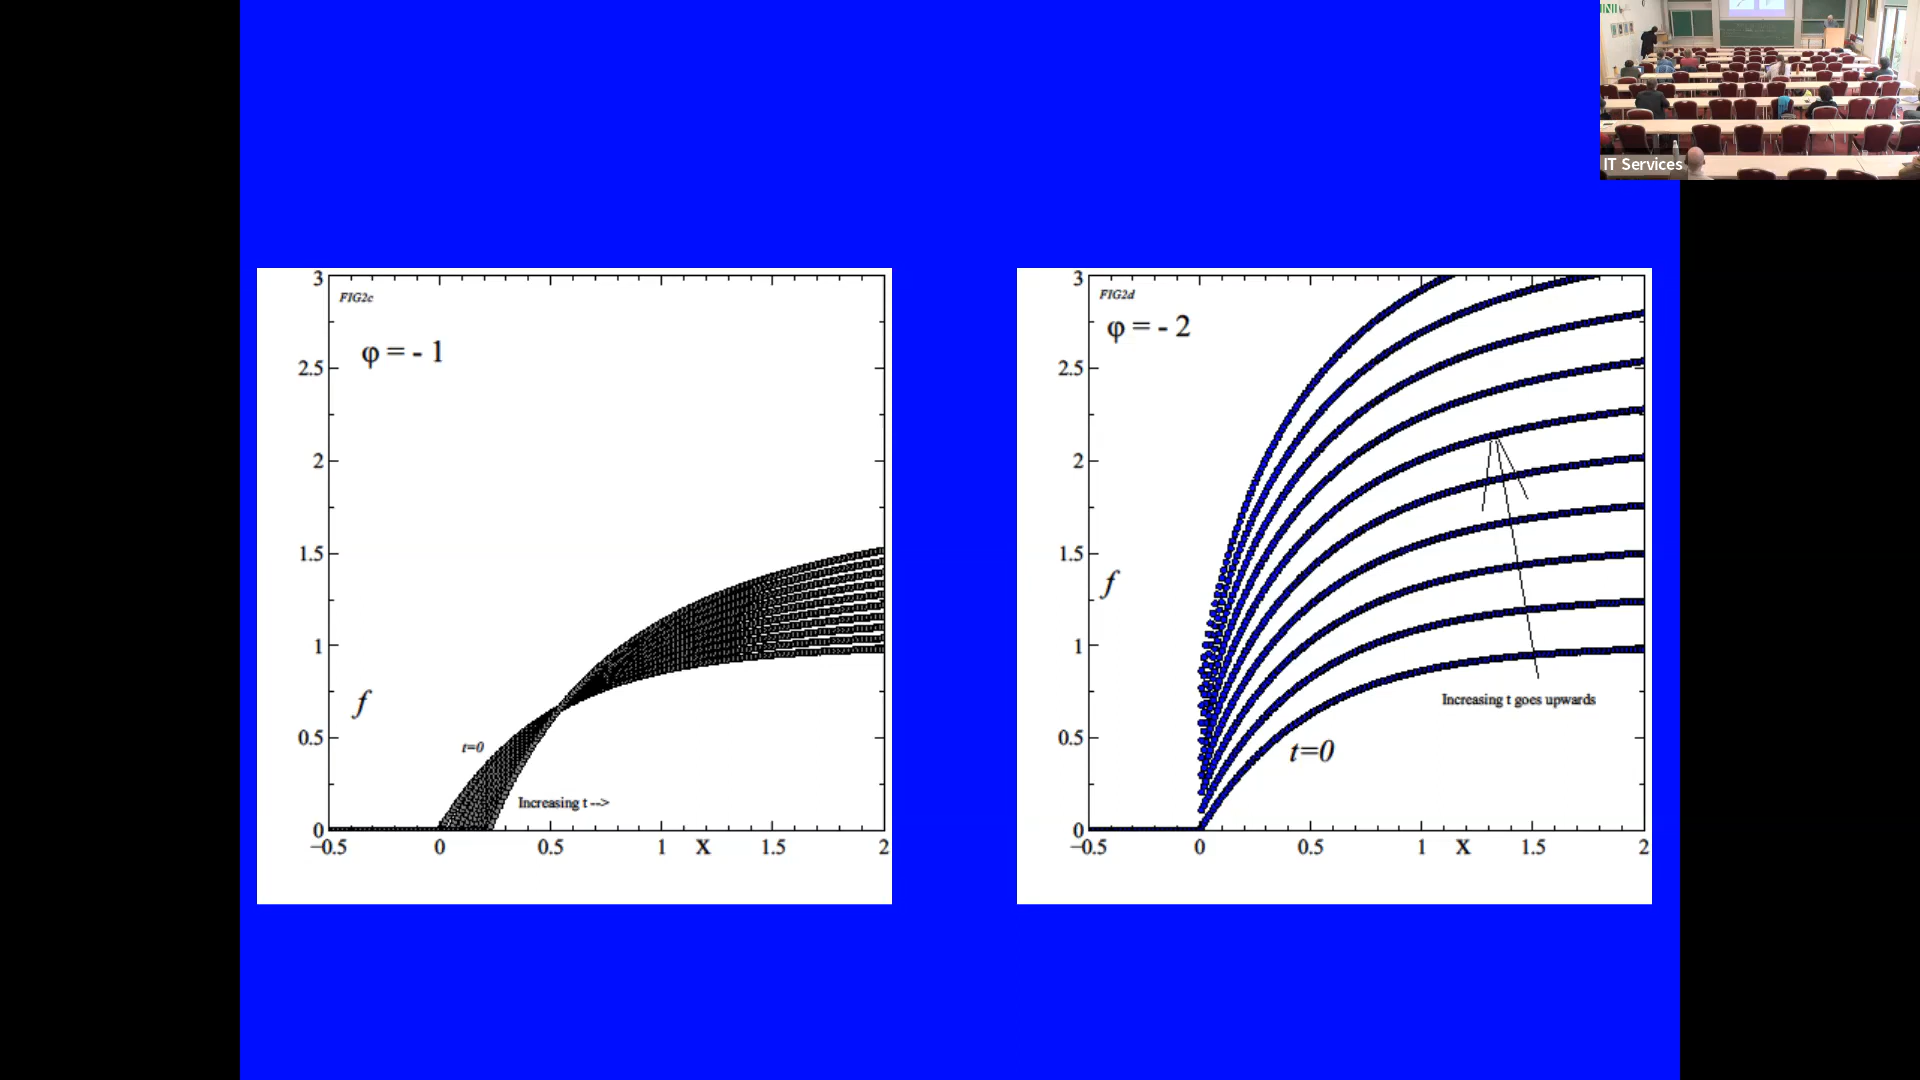 IT Services
3
2.5
2
1.5
1
0.5
0
FIG2c
φ = - 1
f
t=0
Increasing t -->
−0.5
0
0.5
1
X
1.5
2
3
2.5
2
1.5
1
0.5
0
FIG2d
φ = - 2
f
Increasing t goes upwards
t=0
−0.5
0
0.5
1
X
1.5
2